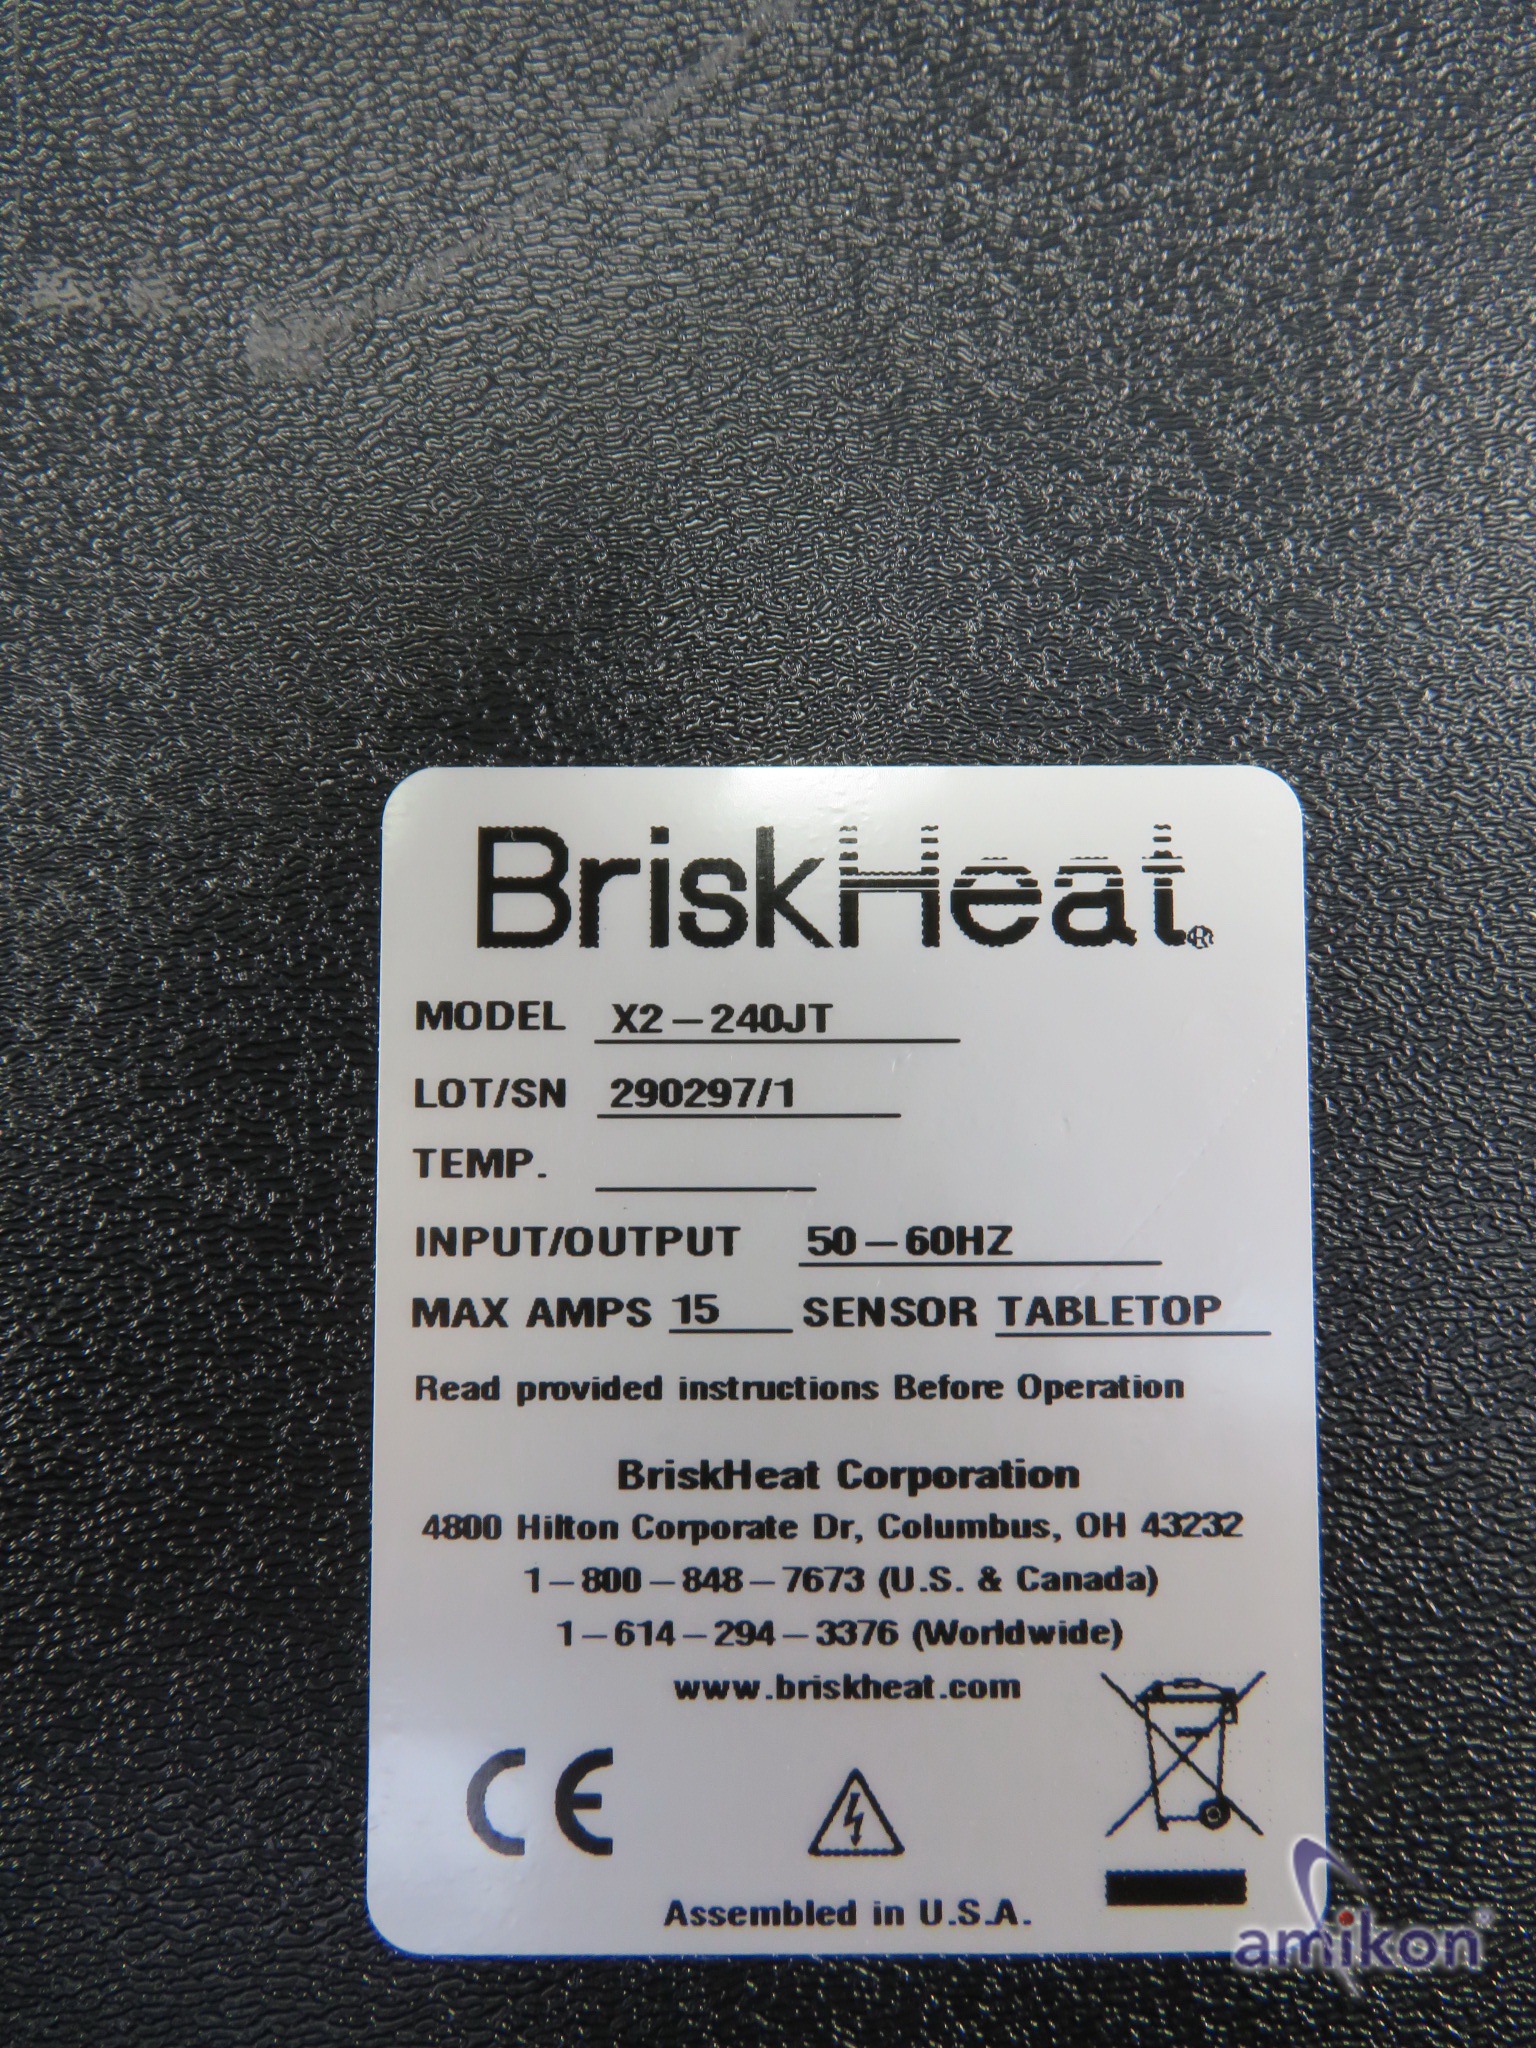 BriskHeat®
MODEL X2-240JT
LOT/SN 290297/1
TEMP.
INPUT/OUTPUT 50-60HZ
MAX AMPS 15 SENSOR TABLETOP
Read provided instructions Before Operation
BriskHeat Corporation
4800 Hilton Corporate Dr, Columbus, OH 43232
1-800-848-7673 (U.S. & Canada)
1-614-294-3376 (Worldwide)
www.briskheat.com
CE
Assembled in U.S.A.
amikon®